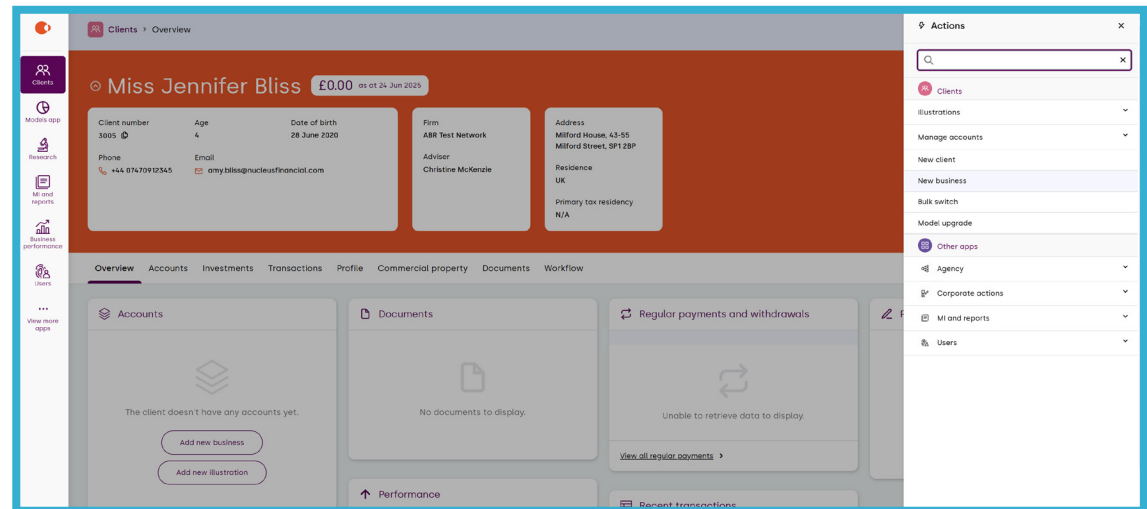 Clients > Overview
Clients
Models app
Research
MI and
reports
Business
performance
Users
View more
apps
Miss Jennifer Bliss £0.00 as at 24 Jun 2025
Client number Age Date of birth
3005 4 28 June 2020
Phone Email
+44 07470912345 amy.bliss@nucleusfinancial.com
Firm
ABR Test Network
Adviser
Christine McKenzie
Address
Milford House, 43-55
Milford Street, SP1 2BP
Residence
UK
Primary tax residency
N/A
Overview Accounts Investments Transactions Profile Commercial property Documents Workflow
Accounts
The client doesn't have any accounts yet.
Add new business
Add new illustration
Documents
No documents to display.
Performance
Regular payments and withdrawals
Unable to retrieve data to display.
View all regular payments >
Recent transactions
Actions
Clients
Illustrations
Manage accounts
New client
New business
Bulk switch
Model upgrade
Other apps
Agency
Corporate actions
MI and reports
Users